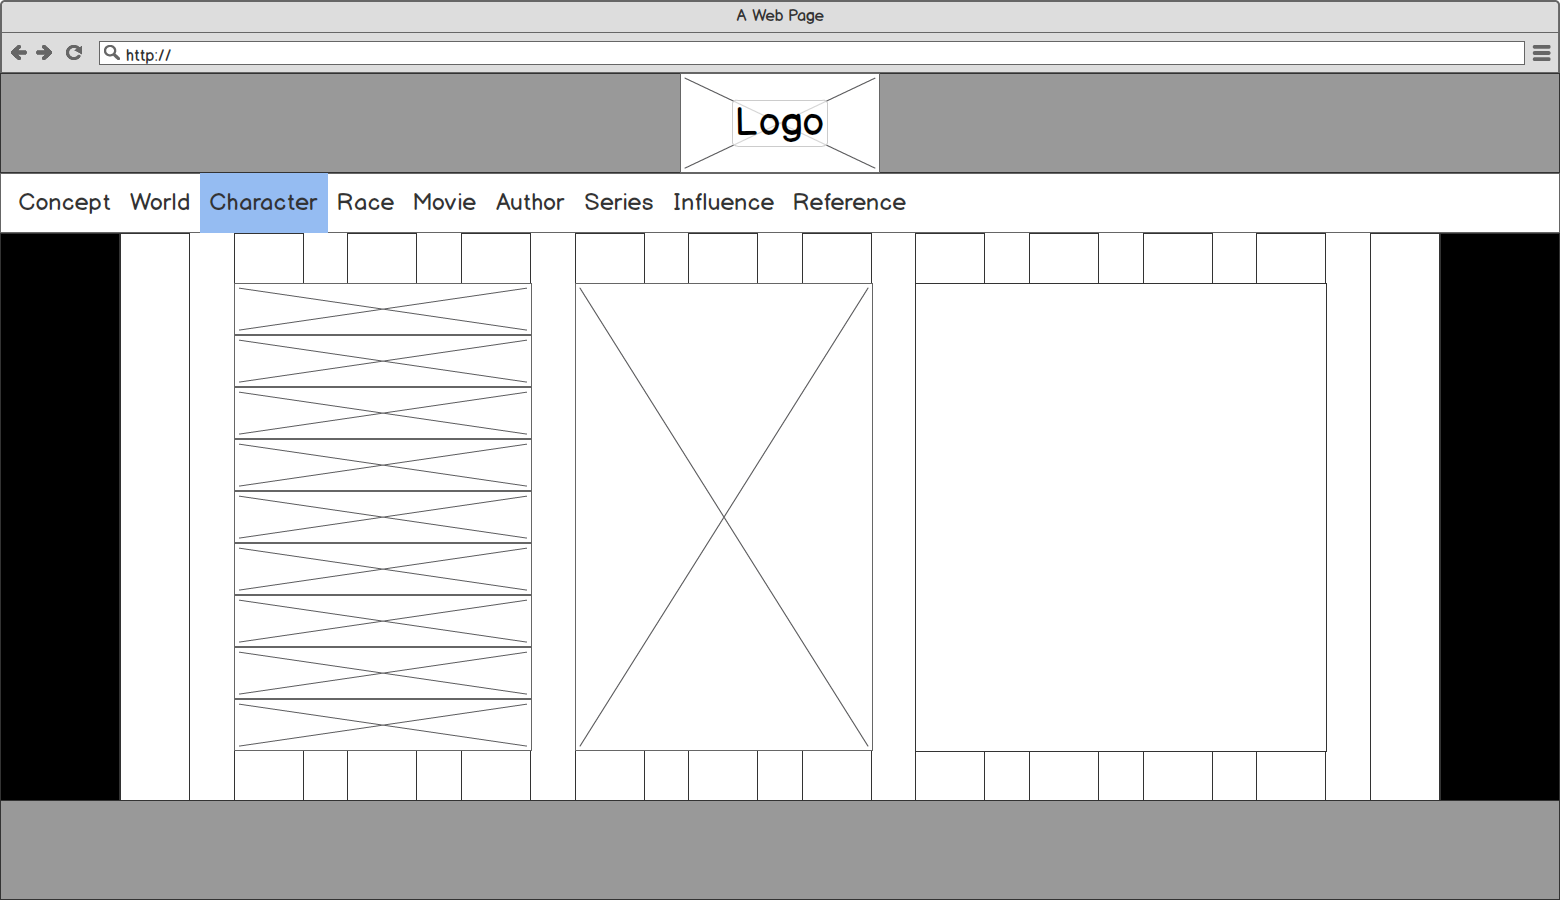 A Web Page
http://
Logo
Concept World Character Race Movie Author Series Influence Reference